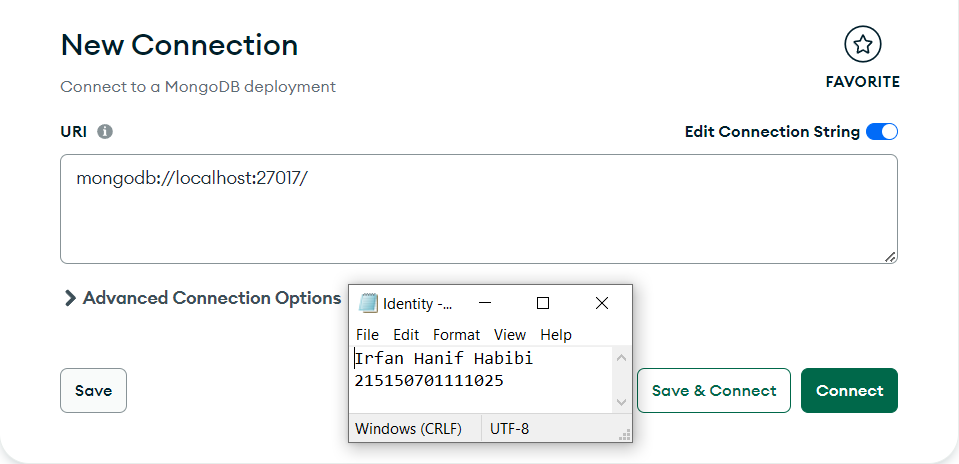 New Connection
FAVORITE
Connect to a MongoDB deployment
URI
Edit Connection String
mongodb://localhost:27017/
Advanced Connection Options
Identity -...
File Edit Format View Help
Irfan Hanif Habibi
215150701111025
Windows (CRLF) UTF-8
Save
Save & Connect
Connect